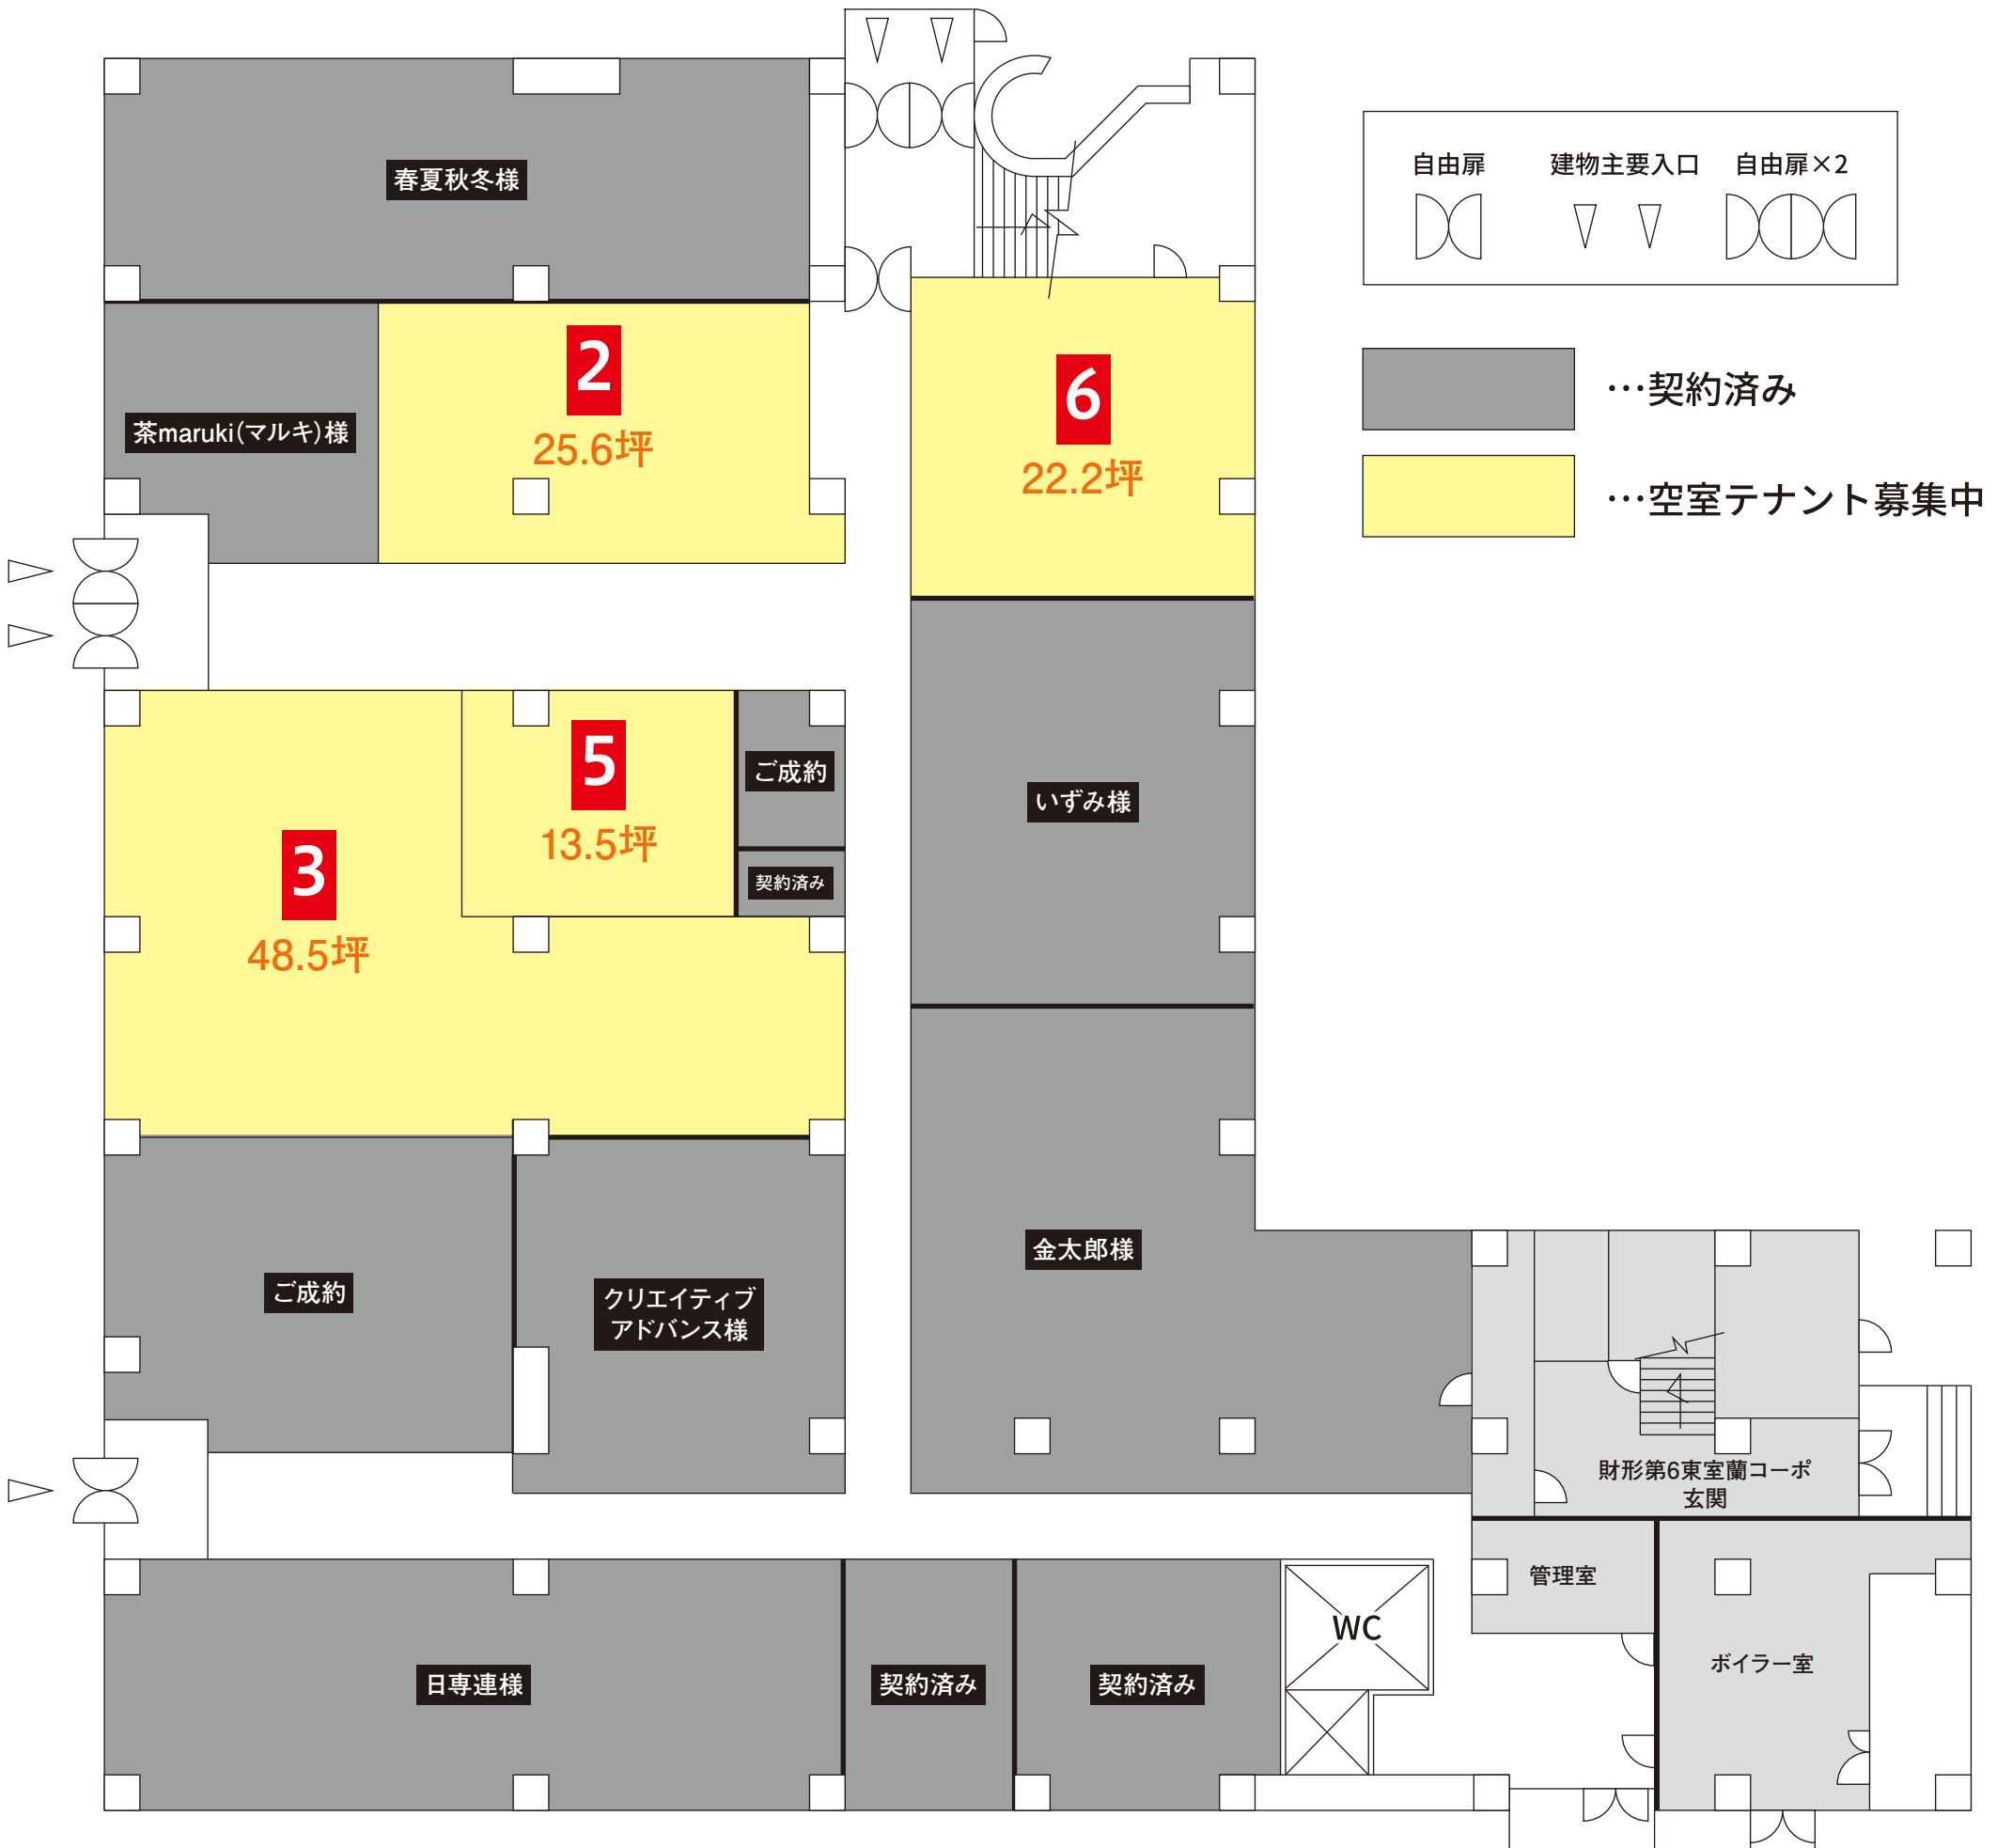 自由扉
建物主要入口
自由扉×2
…契約済み
…空室テナント募集中
春夏秋冬様
茶maruki(マルキ)様
2
25.6坪
6
22.2坪
3
48.5坪
5
13.5坪
ご成約
契約済み
いずみ様
金太郎様
ご成約
クリエイティブ
アドバンス様
財形第6東室蘭コーポ
玄関
管理室
ボイラー室
日専連様
契約済み
契約済み
WC